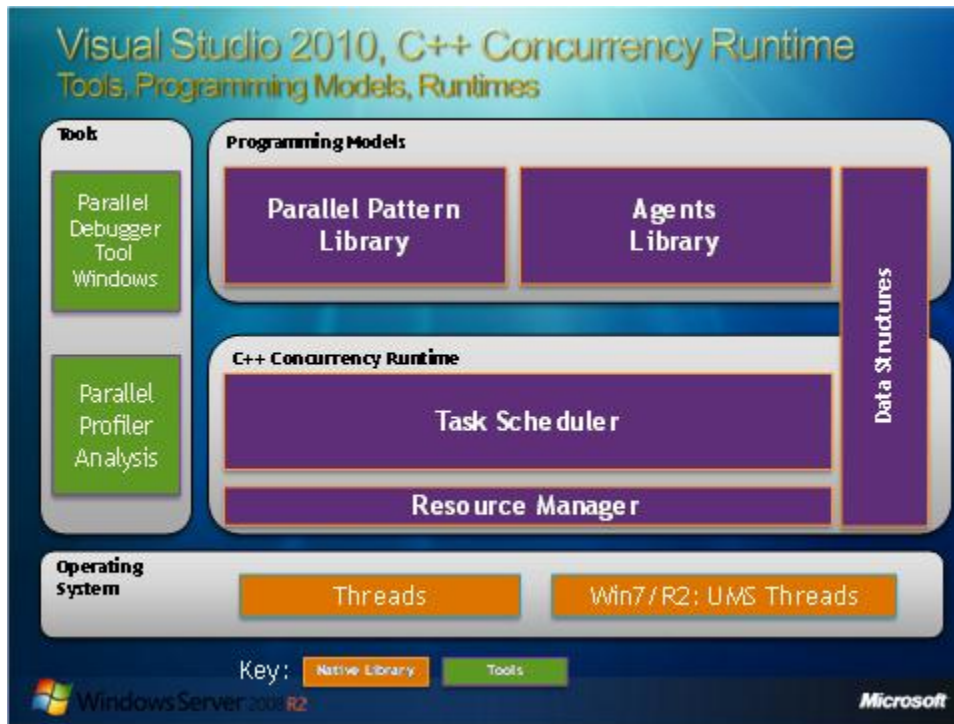 Visual Studio 2010, C++ Concurrency Runtime
Tools, Programming Models, Runtimes
Tools
Parallel
Debugger
Tool
Windows
Parallel
Profiler
Analysis
Programming Models
Parallel Pattern
Library
Agents
Library
Data Structures
C++ Concurrency Runtime
Task Scheduler
Resource Manager
Operating
System
Threads
Win7/R2: UMS Threads
Key:
Native Library
Tools
Windows Server 2008 R2
Microsoft